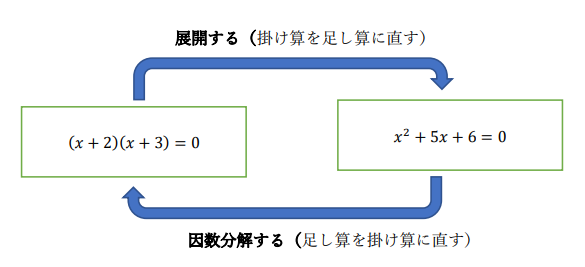 展開する（掛け算を足し算に直す）
(x + 2)(x + 3) = 0
x² + 5x + 6 = 0
因数分解する（足し算を掛け算に直す）